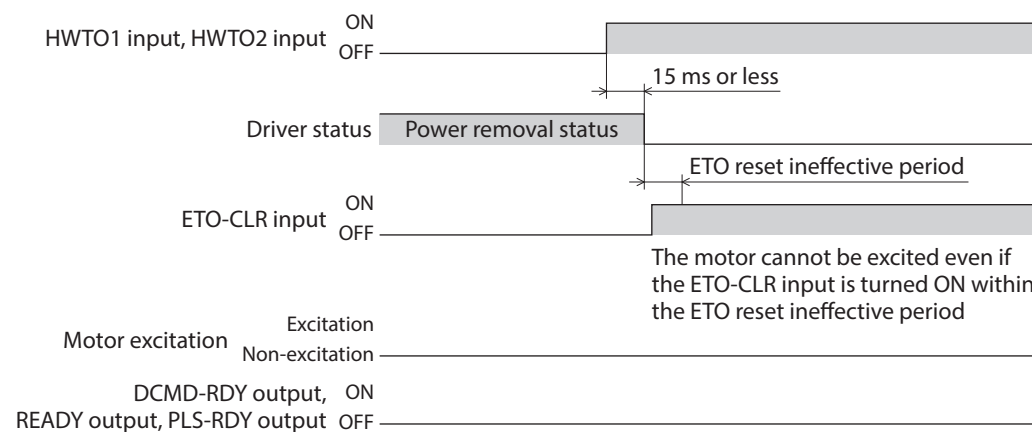 HWTO1 input, HWTO2 input
ON
OFF
15 ms or less
Driver status
Power removal status
ETO reset ineffective period
ETO-CLR input
ON
OFF
The motor cannot be excited even if
the ETO-CLR input is turned ON within
the ETO reset ineffective period
Motor excitation
Excitation
Non-excitation
DCMD-RDY output,
READY output, PLS-RDY output
ON
OFF